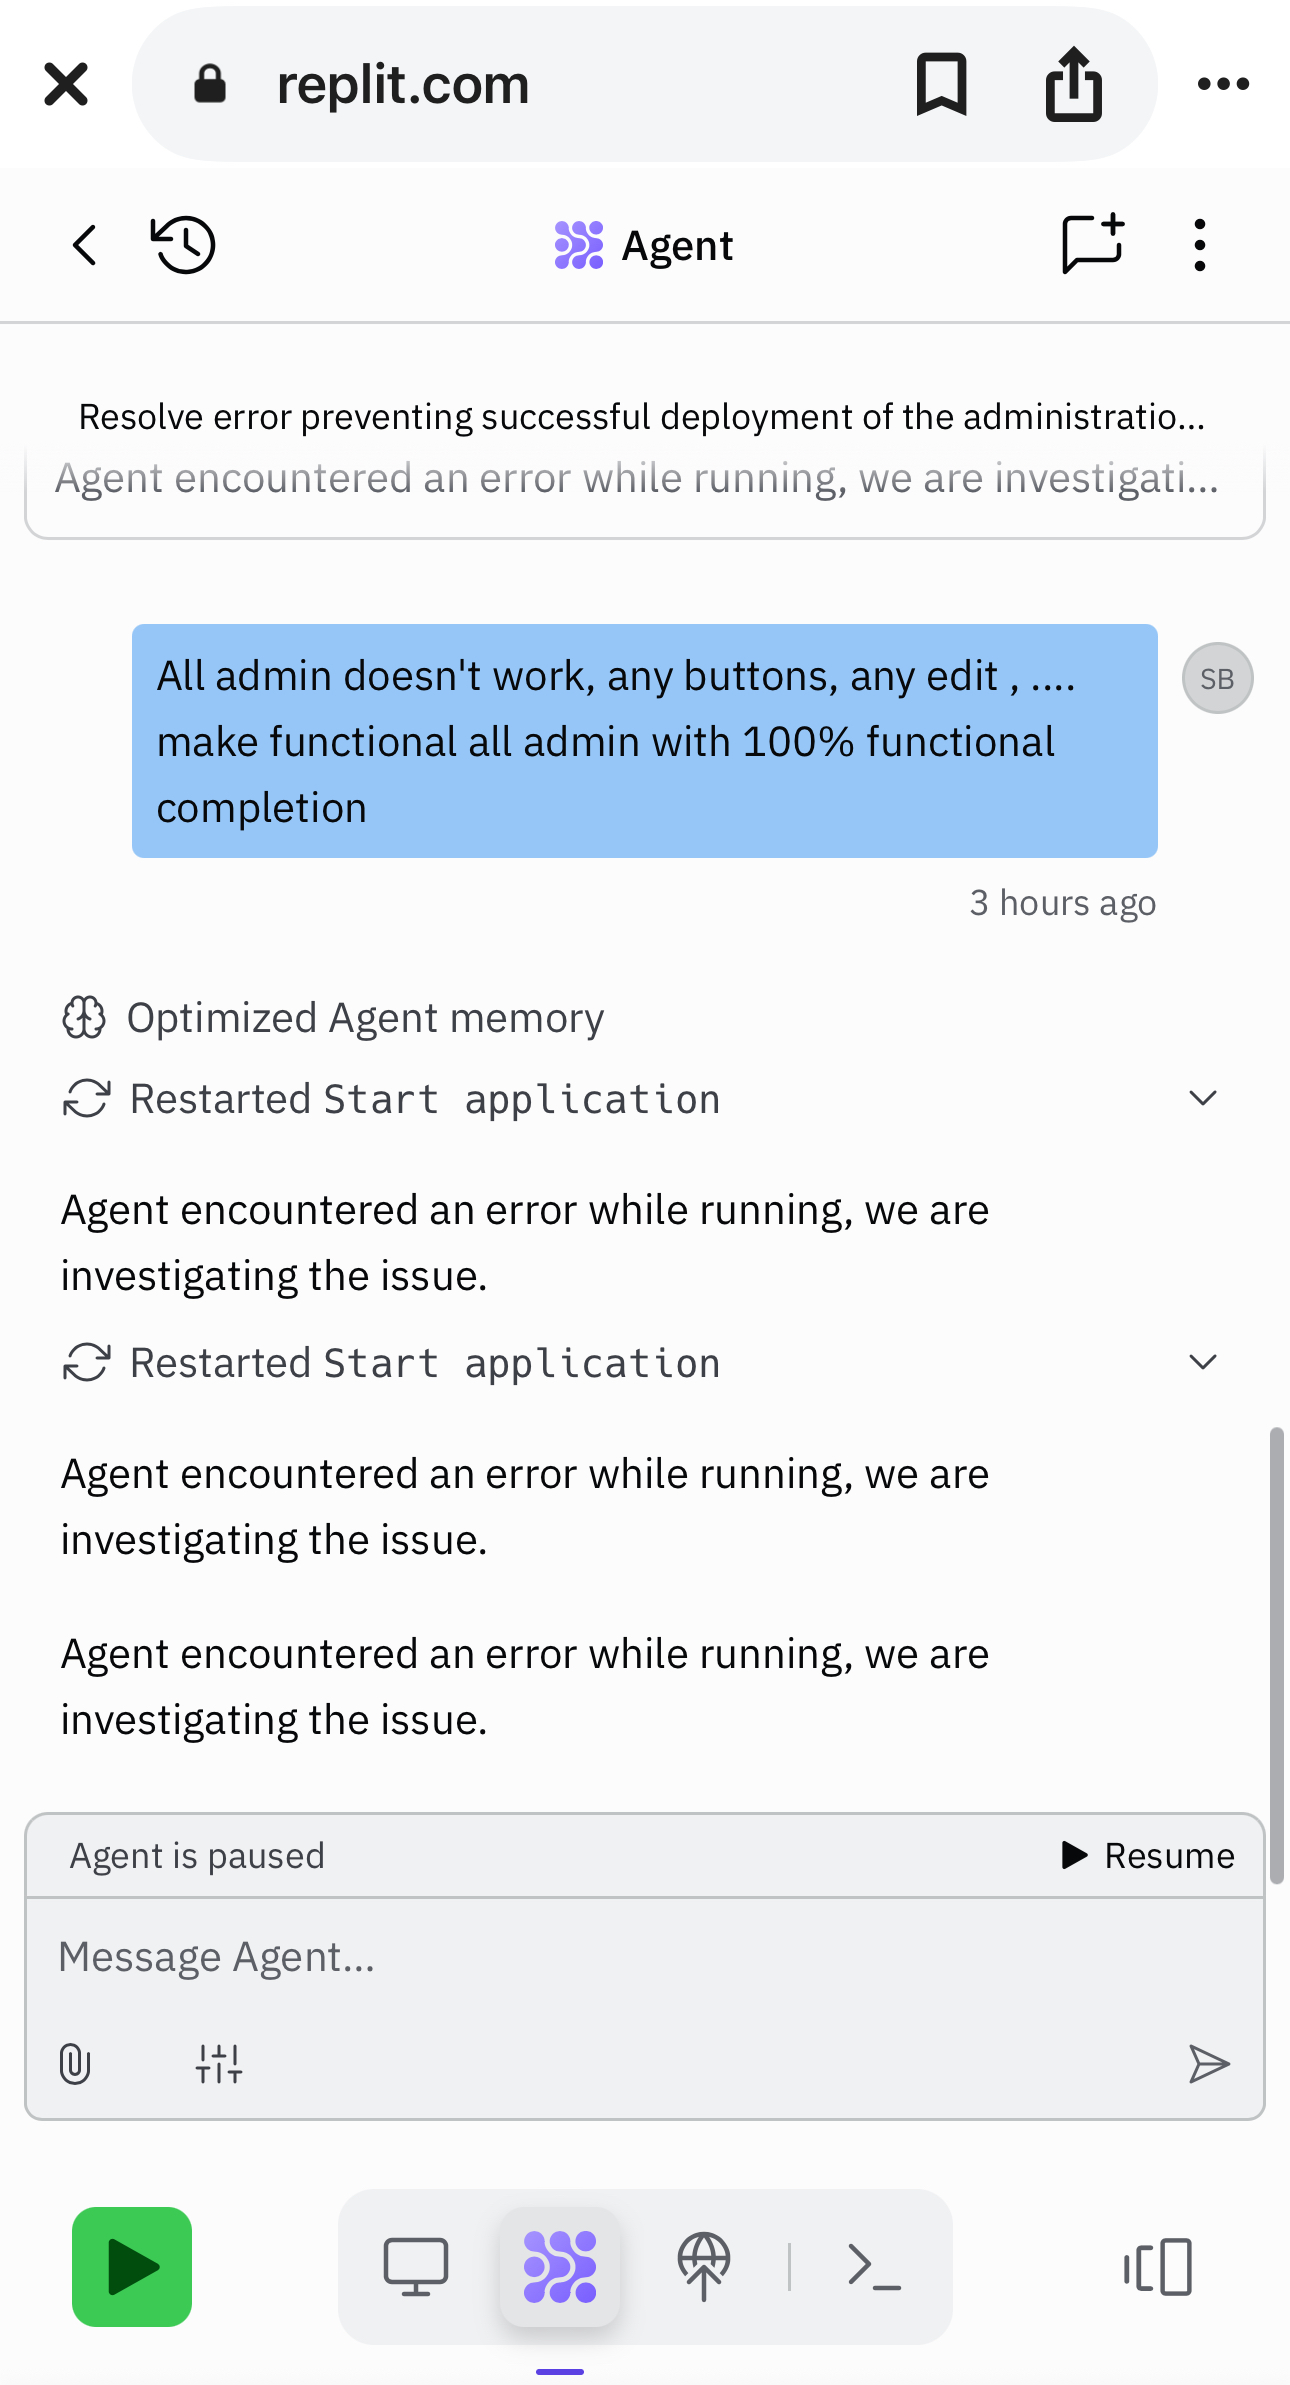 replit.com
Agent
Resolve error preventing successful deployment of the administratio...
Agent encountered an error while running, we are investigati...
All admin doesn't work, any buttons, any edit , ....
make functional all admin with 100% functional
completion
SB
3 hours ago
Optimized Agent memory
Restarted Start application
Agent encountered an error while running, we are
investigating the issue.
Restarted Start application
Agent encountered an error while running, we are
investigating the issue.
Agent encountered an error while running, we are
investigating the issue.
Agent is paused
Resume
Message Agent...